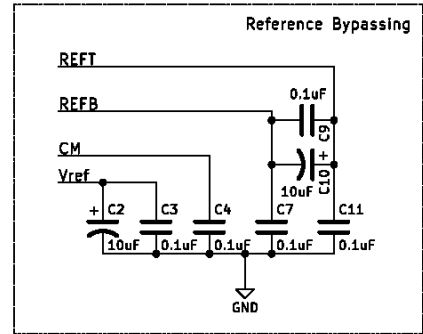 Reference Bypassing
REFT
REFB
0.1uF
C9
CM
+
C10
10uF
Vref
+ C2 C3 C4 C7 C11
10uF 0.1uF 0.1uF 0.1uF 0.1uF
GND